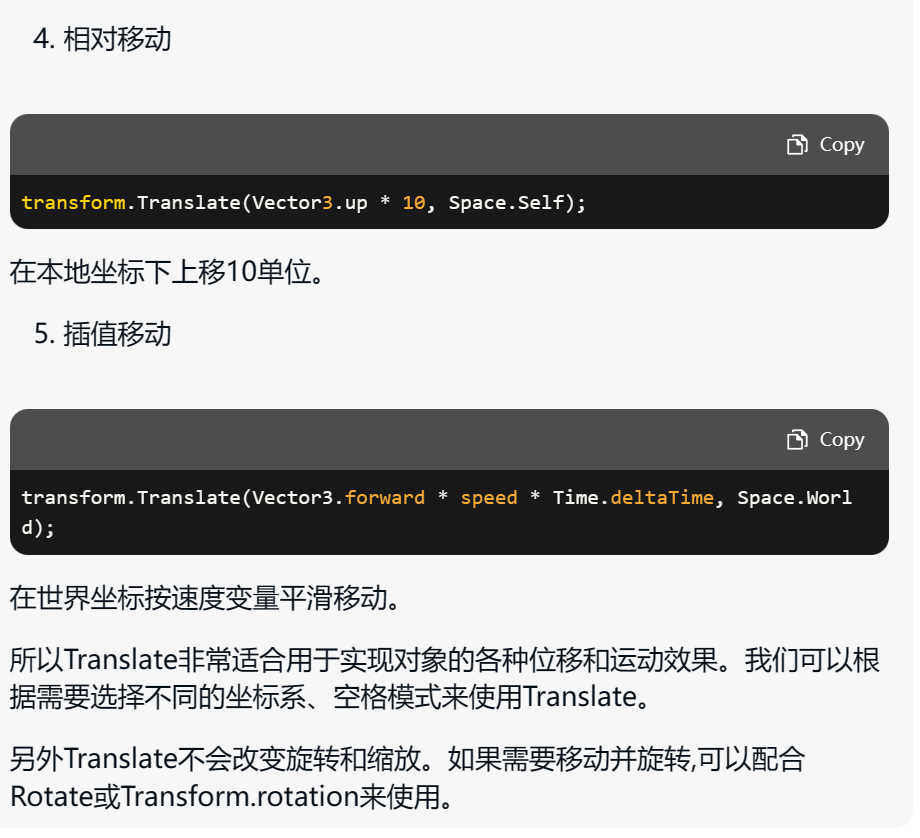 4. 相对移动
Copy
transform.Translate(Vector3.up * 10, Space.Self);
在本地坐标下上移10单位。
5. 插值移动
Copy
transform.Translate(Vector3.forward * speed * Time.deltaTime, Space.Worl
d);
在世界坐标按速度变量平滑移动。
所以Translate非常适合用于实现对象的各种位移和运动效果。我们可以根
据需要选择不同的坐标系、空格模式来使用Translate。
另外Translate不会改变旋转和缩放。如果需要移动并旋转,可以配合
Rotate或Transform.rotation来使用。